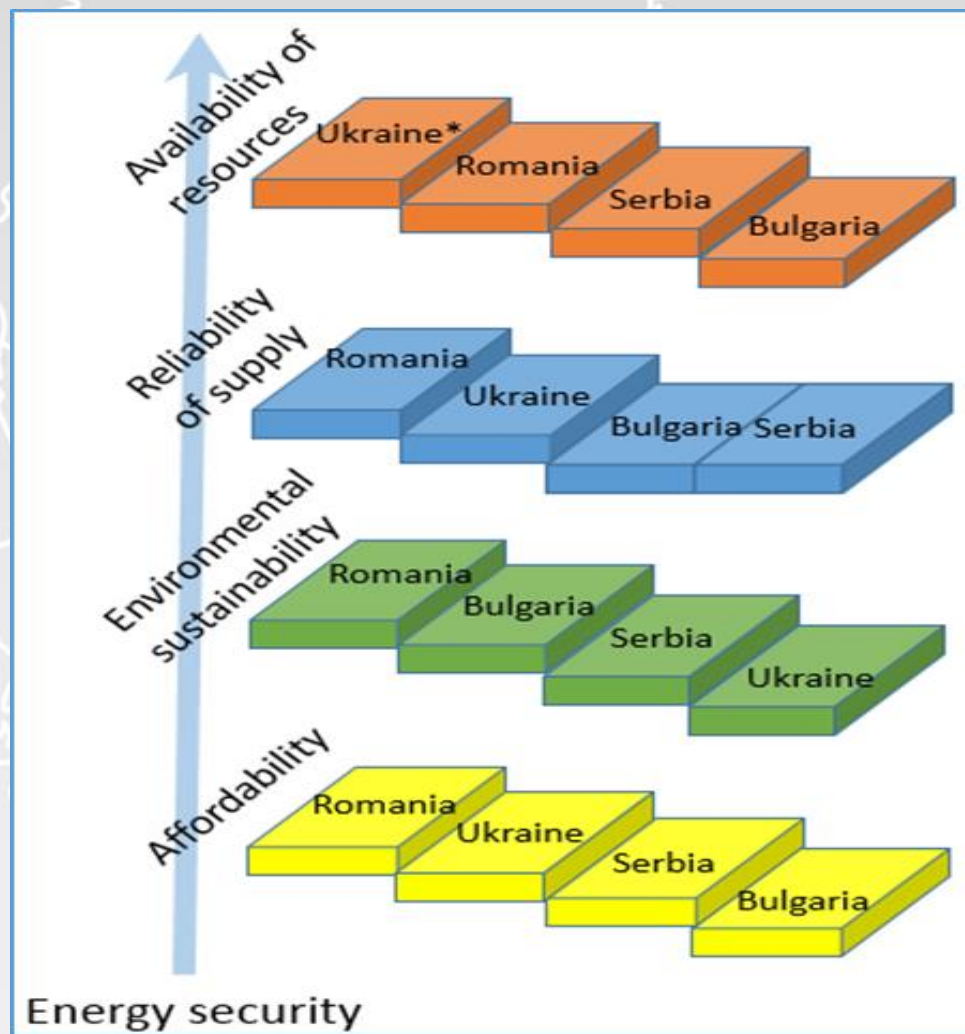 Availability of
resources
Ukraine*
Romania
Serbia
Bulgaria
Reliability
of supply
Romania
Ukraine
Bulgaria
Serbia
Environmental
sustainability
Romania
Bulgaria
Serbia
Ukraine
Affordability
Romania
Ukraine
Serbia
Bulgaria
Energy security